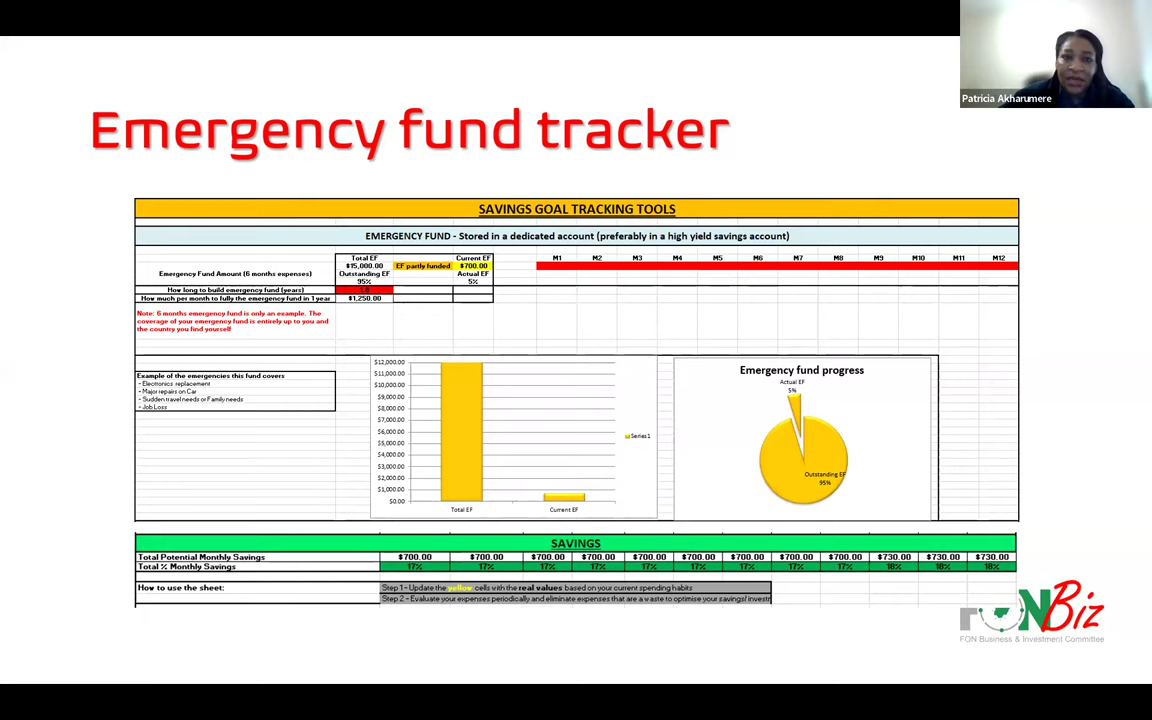 Patricia Akharumere
Emergency fund tracker
SAVINGS GOAL TRACKING TOOLS
EMERGENCY FUND - Stored in a dedicated account (preferably in a high yield savings account)
Total EF Current EF M1 M2 M3 M4 M5 M6 M7 M8 M9 M10 M11 M12
$15,000.00 EF partly funded $700.00
Emergency Fund Amount (6 months expenses) Outstanding EF Actual EF
95% 5%
How long to build emergency fund (years)
How much per month to fully the emergency fund in 1 year $1,250.00
Note: 6 months emergency fund is only an example. The
coverage of your emergency fund is entirely up to you and
the country you find yourself
Example of the emergencies this fund covers
- Electronics replacement
- Major repairs on Car
- Sudden travel needs or Family needs
- Job Loss
$12,000.00
$11,000.00
$10,000.00
$9,000.00
$8,000.00
$7,000.00
$6,000.00
$5,000.00
$4,000.00
$3,000.00
$2,000.00
$1,000.00
$0.00
Total EF Current EF
Series1
Emergency fund progress
Actual EF
5%
Outstanding EF
95%
SAVINGS
Total Potential Monthly Savings $700.00 $700.00 $700.00 $700.00 $700.00 $700.00 $700.00 $700.00 $700.00 $730.00 $730.00 $730.00
Total % Monthly Savings 17% 17% 17% 17% 17% 17% 17% 17% 17% 18% 18% 18%
How to use the sheet: Step 1- Update the yellow cells with the real values based on your current spending habits
Step 2 - Evaluate your expenses periodically and eliminate expenses that are a waste to optimise your savings/ investm
FON Biz
FON Business & Investment Committee